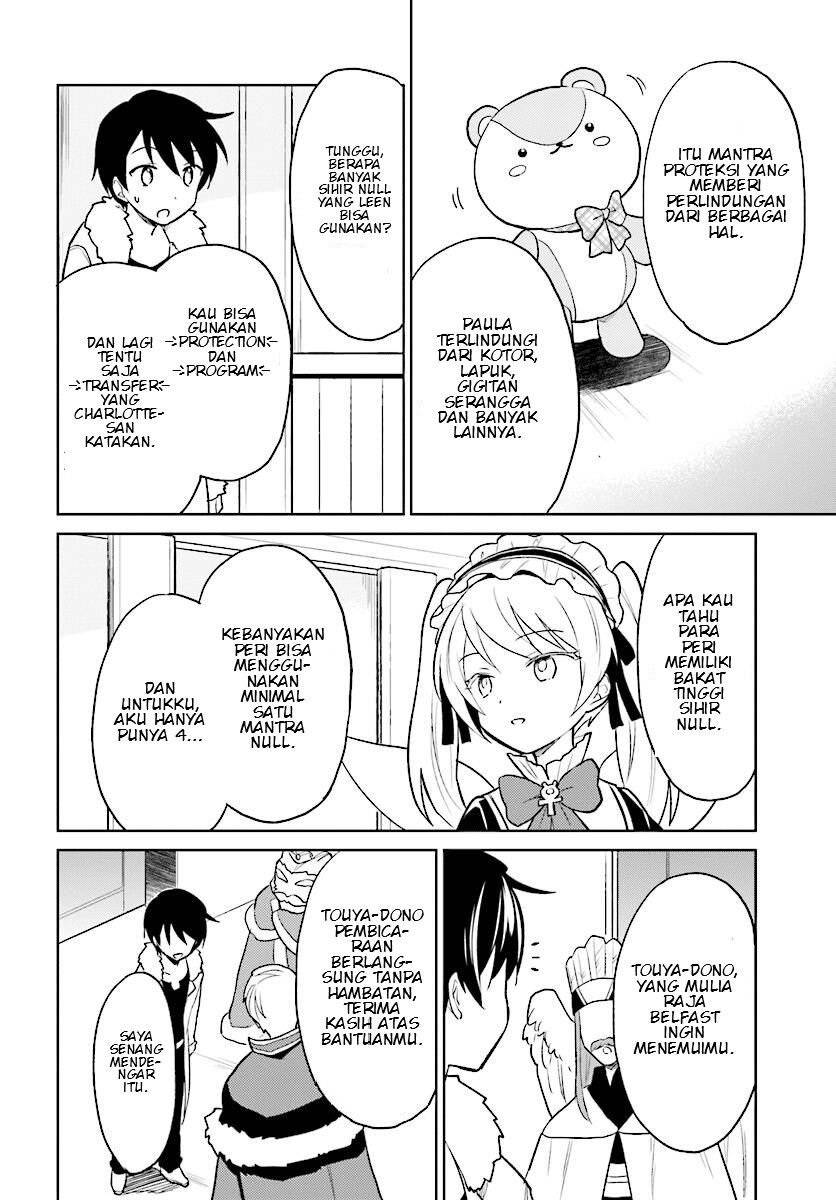 ITU MANTRA
PROTEKSI YANG
MEMBERI
PERLINDUNGAN
DARI BERBAGAI
HAL.
PAULA
TERLINDUNGI
DARI KOTOR,
LAPUK,
GIGITAN
SERANGGA
DAN BANYAK
LAINNYA.
TUNGGU,
BERAPA
BANYAK
SIHIR NULL
YANG LEEN
BISA
GUNAKAN?
KAU BISA
GUNAKAN
->PROTECTION<-
DAN
->PROGRAM<-
DAN LAGI
TENTU
SAJA
->TRANSFER<-
YANG
CHARLOTTE-
SAN
KATAKAN.
APA KAU
TAHU
PARA
PERI
MEMILIKI
BAKAT
TINGGI
SIHIR
NULL.
KEBANYAKAN
PERI BISA
MENGGU-
NAKAN
MINIMAL
SATU
MANTRA
NULL.
DAN
UNTUKKU,
AKU HANYA
PUNYA 4...
TOUYA-DONO,
YANG MULIA
RAJA
BELFAST
INGIN
MENEMUIMU.
TOUYA-DONO
PEMBICA-
RAAN
BERLANG-
SUNG TANPA
HAMBATAN,
TERIMA
KASIH ATAS
BANTUANMU.
SAYA
SENANG
MENDE-
NGAR
ITU.